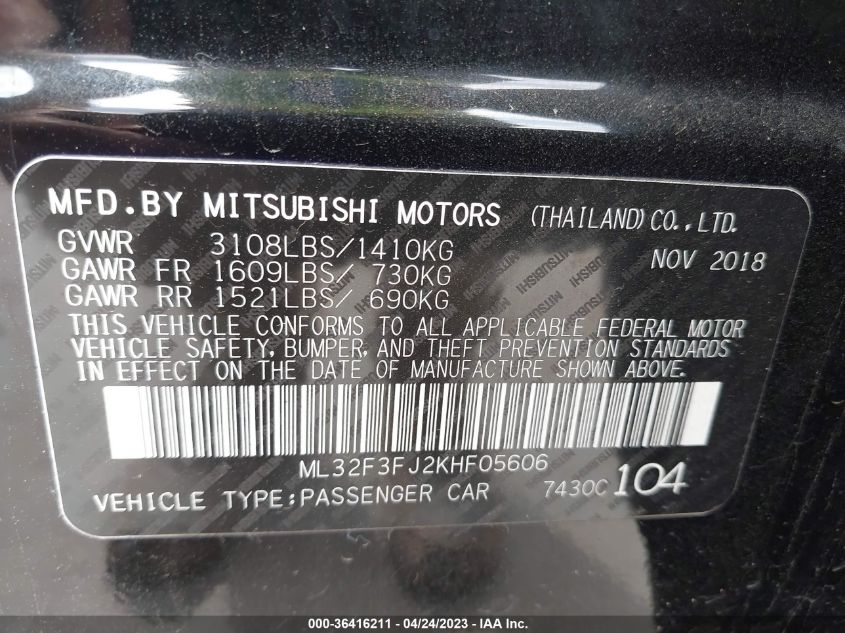 MFD.BY MITSUBISHI MOTORS (THAILAND) CO., LTD.
GVWR 3108LBS/1410KG NOV 2018
GAWR FR 1609LBS/ 730KG
GAWR RR 1521LBS/ 690KG
THIS VEHICLE CONFORMS TO ALL APPLICABLE FEDERAL MOTOR
VEHICLE SAFETY, BUMPER, AND THEFT PREVENTION STANDARDS
IN EFFECT ON THE DATE OF MANUFACTURE SHOWN ABOVE.
ML32F3FJ2KHF05606
VEHICLE TYPE:PASSENGER CAR 7430C 104
000-36416211 - 04/24/2023 - IAA Inc.